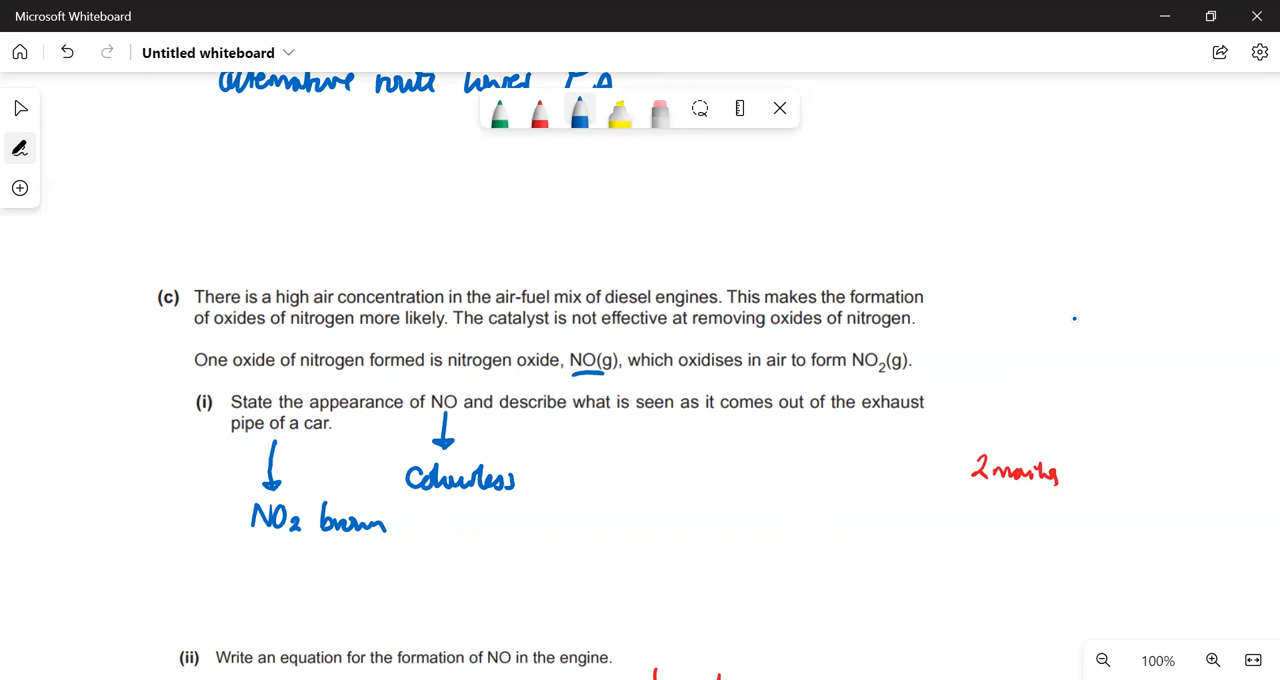 Microsoft Whiteboard
Untitled whiteboard
alternative route lower EA
(c) There is a high air concentration in the air-fuel mix of diesel engines. This makes the formation
of oxides of nitrogen more likely. The catalyst is not effective at removing oxides of nitrogen.
One oxide of nitrogen formed is nitrogen oxide, NO(g), which oxidises in air to form NO₂(g).
(i) State the appearance of NO and describe what is seen as it comes out of the exhaust
pipe of a car.
Colourless
2 marks
NO₂ brown
(ii) Write an equation for the formation of NO in the engine.
100%